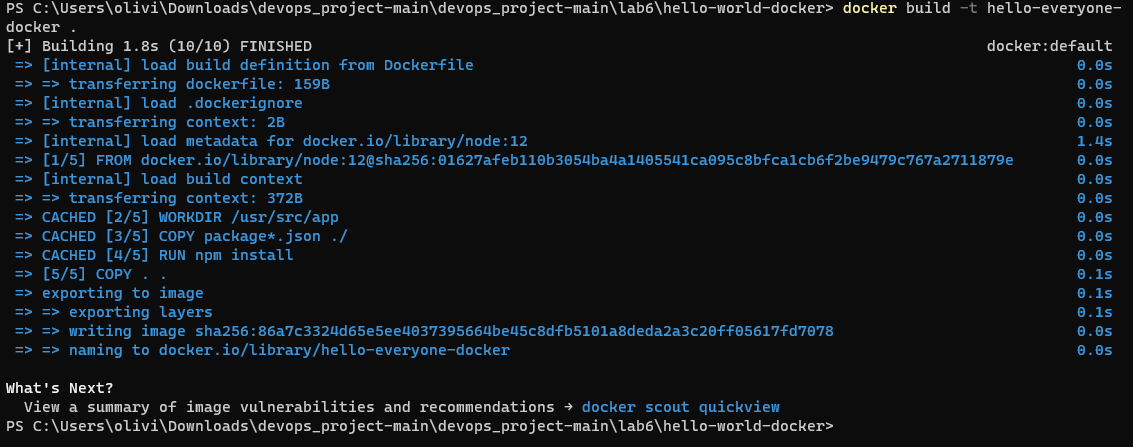 PS C:\Users\olivi\Downloads\devops_project-main\devops_project-main\lab6\hello-world-docker> docker build -t hello-everyone-
docker .
[+] Building 1.8s (10/10) FINISHED docker:default
=> [internal] load build definition from Dockerfile 0.0s
=> => transferring dockerfile: 159B 0.0s
=> [internal] load .dockerignore 0.0s
=> => transferring context: 2B 0.0s
=> [internal] load metadata for docker.io/library/node:12 1.4s
=> [1/5] FROM docker.io/library/node:12@sha256:01627afeb110b3054ba4a1405541ca095c8bfca1cb6f2be9479c767a2711879e 0.0s
=> [internal] load build context 0.0s
=> => transferring context: 372B 0.0s
=> CACHED [2/5] WORKDIR /usr/src/app 0.0s
=> CACHED [3/5] COPY package*.json ./ 0.0s
=> CACHED [4/5] RUN npm install 0.0s
=> [5/5] COPY . . 0.1s
=> exporting to image 0.1s
=> => exporting layers 0.1s
=> => writing image sha256:86a7c3324d65e5ee4037395664be45c8dfb5101a8deda2a3c20ff05617fd7078 0.0s
=> => naming to docker.io/library/hello-everyone-docker 0.0s
What's Next?
View a summary of image vulnerabilities and recommendations → docker scout quickview
PS C:\Users\olivi\Downloads\devops_project-main\devops_project-main\lab6\hello-world-docker>